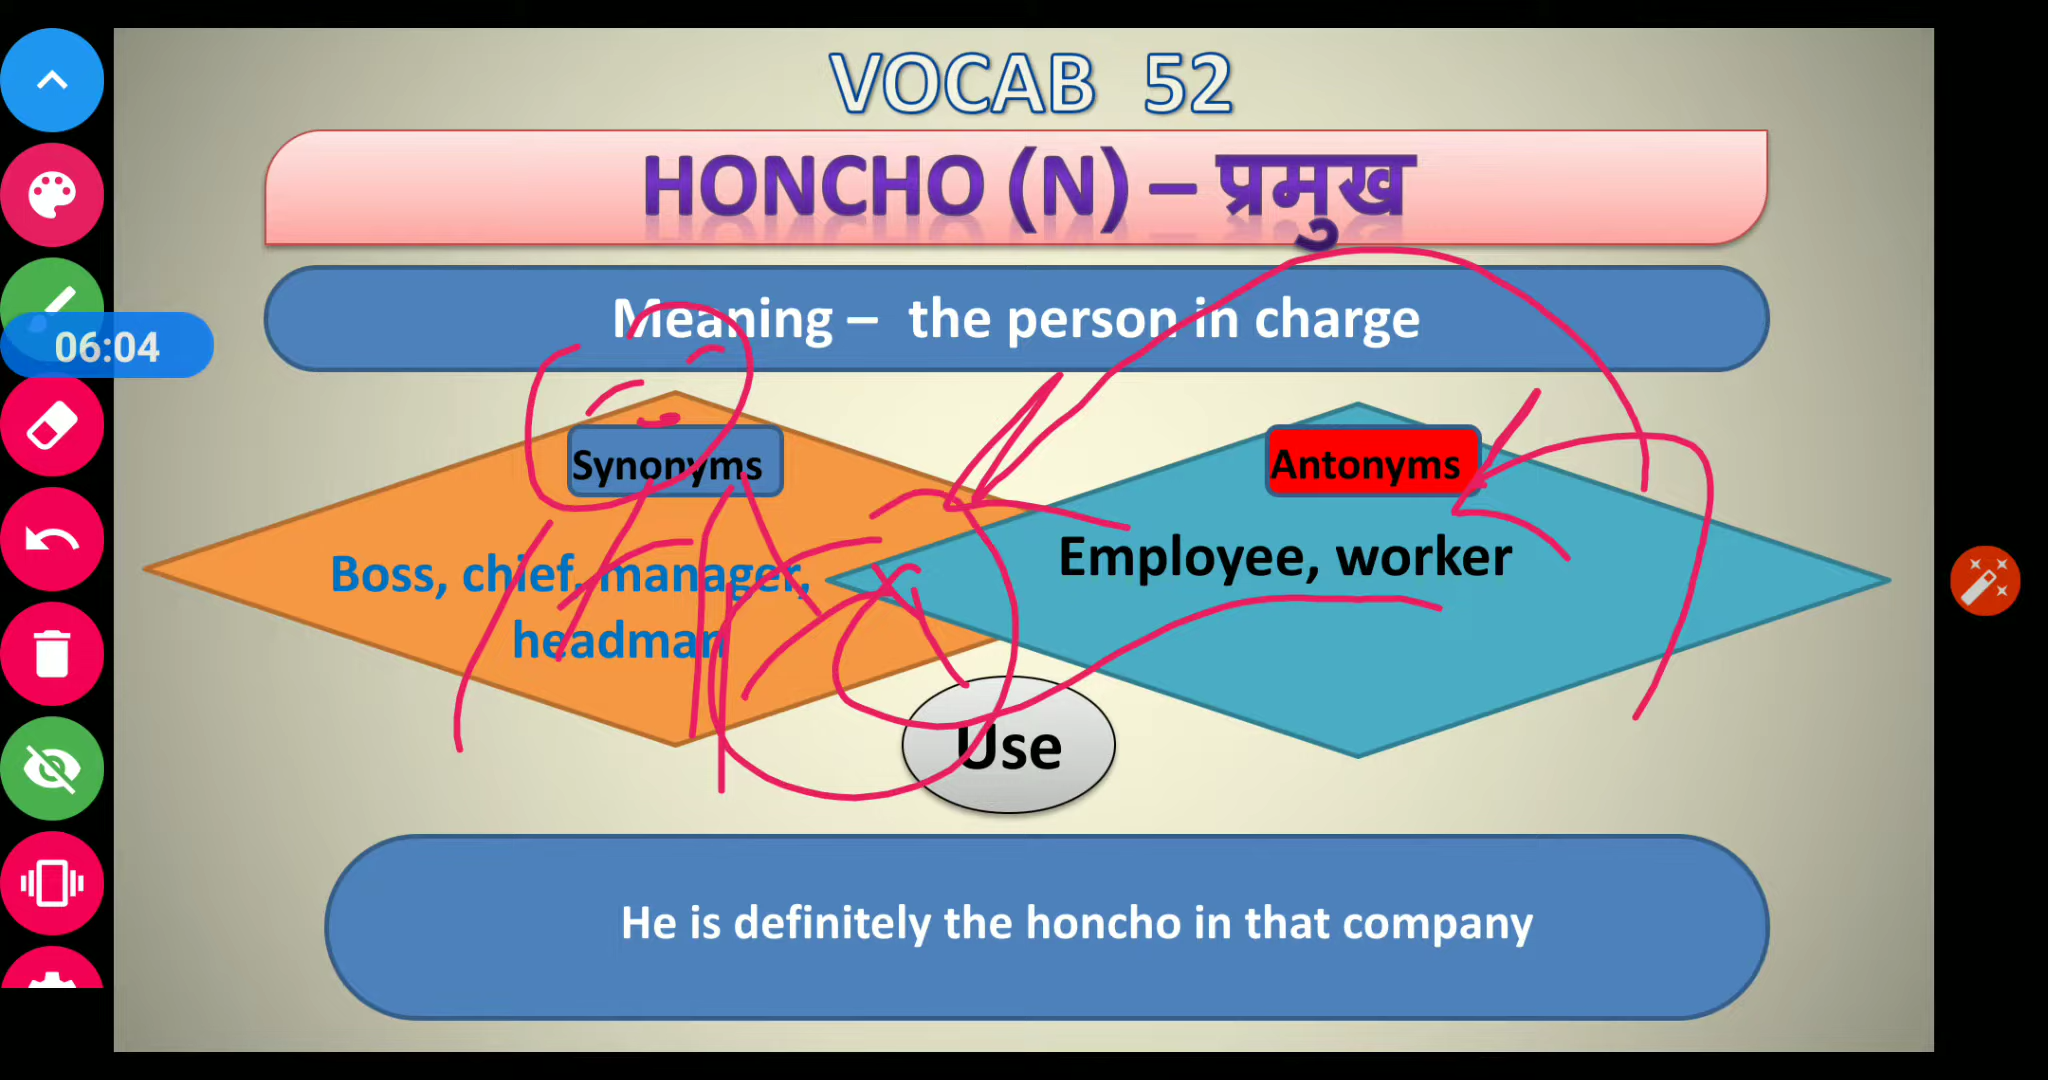 VOCAB 52
HONCHO (N) – प्रमुख
Meaning – the person in charge
06:04
Synonyms
Antonyms
Boss, chief, manager,
headman
Employee, worker
Use
He is definitely the honcho in that company